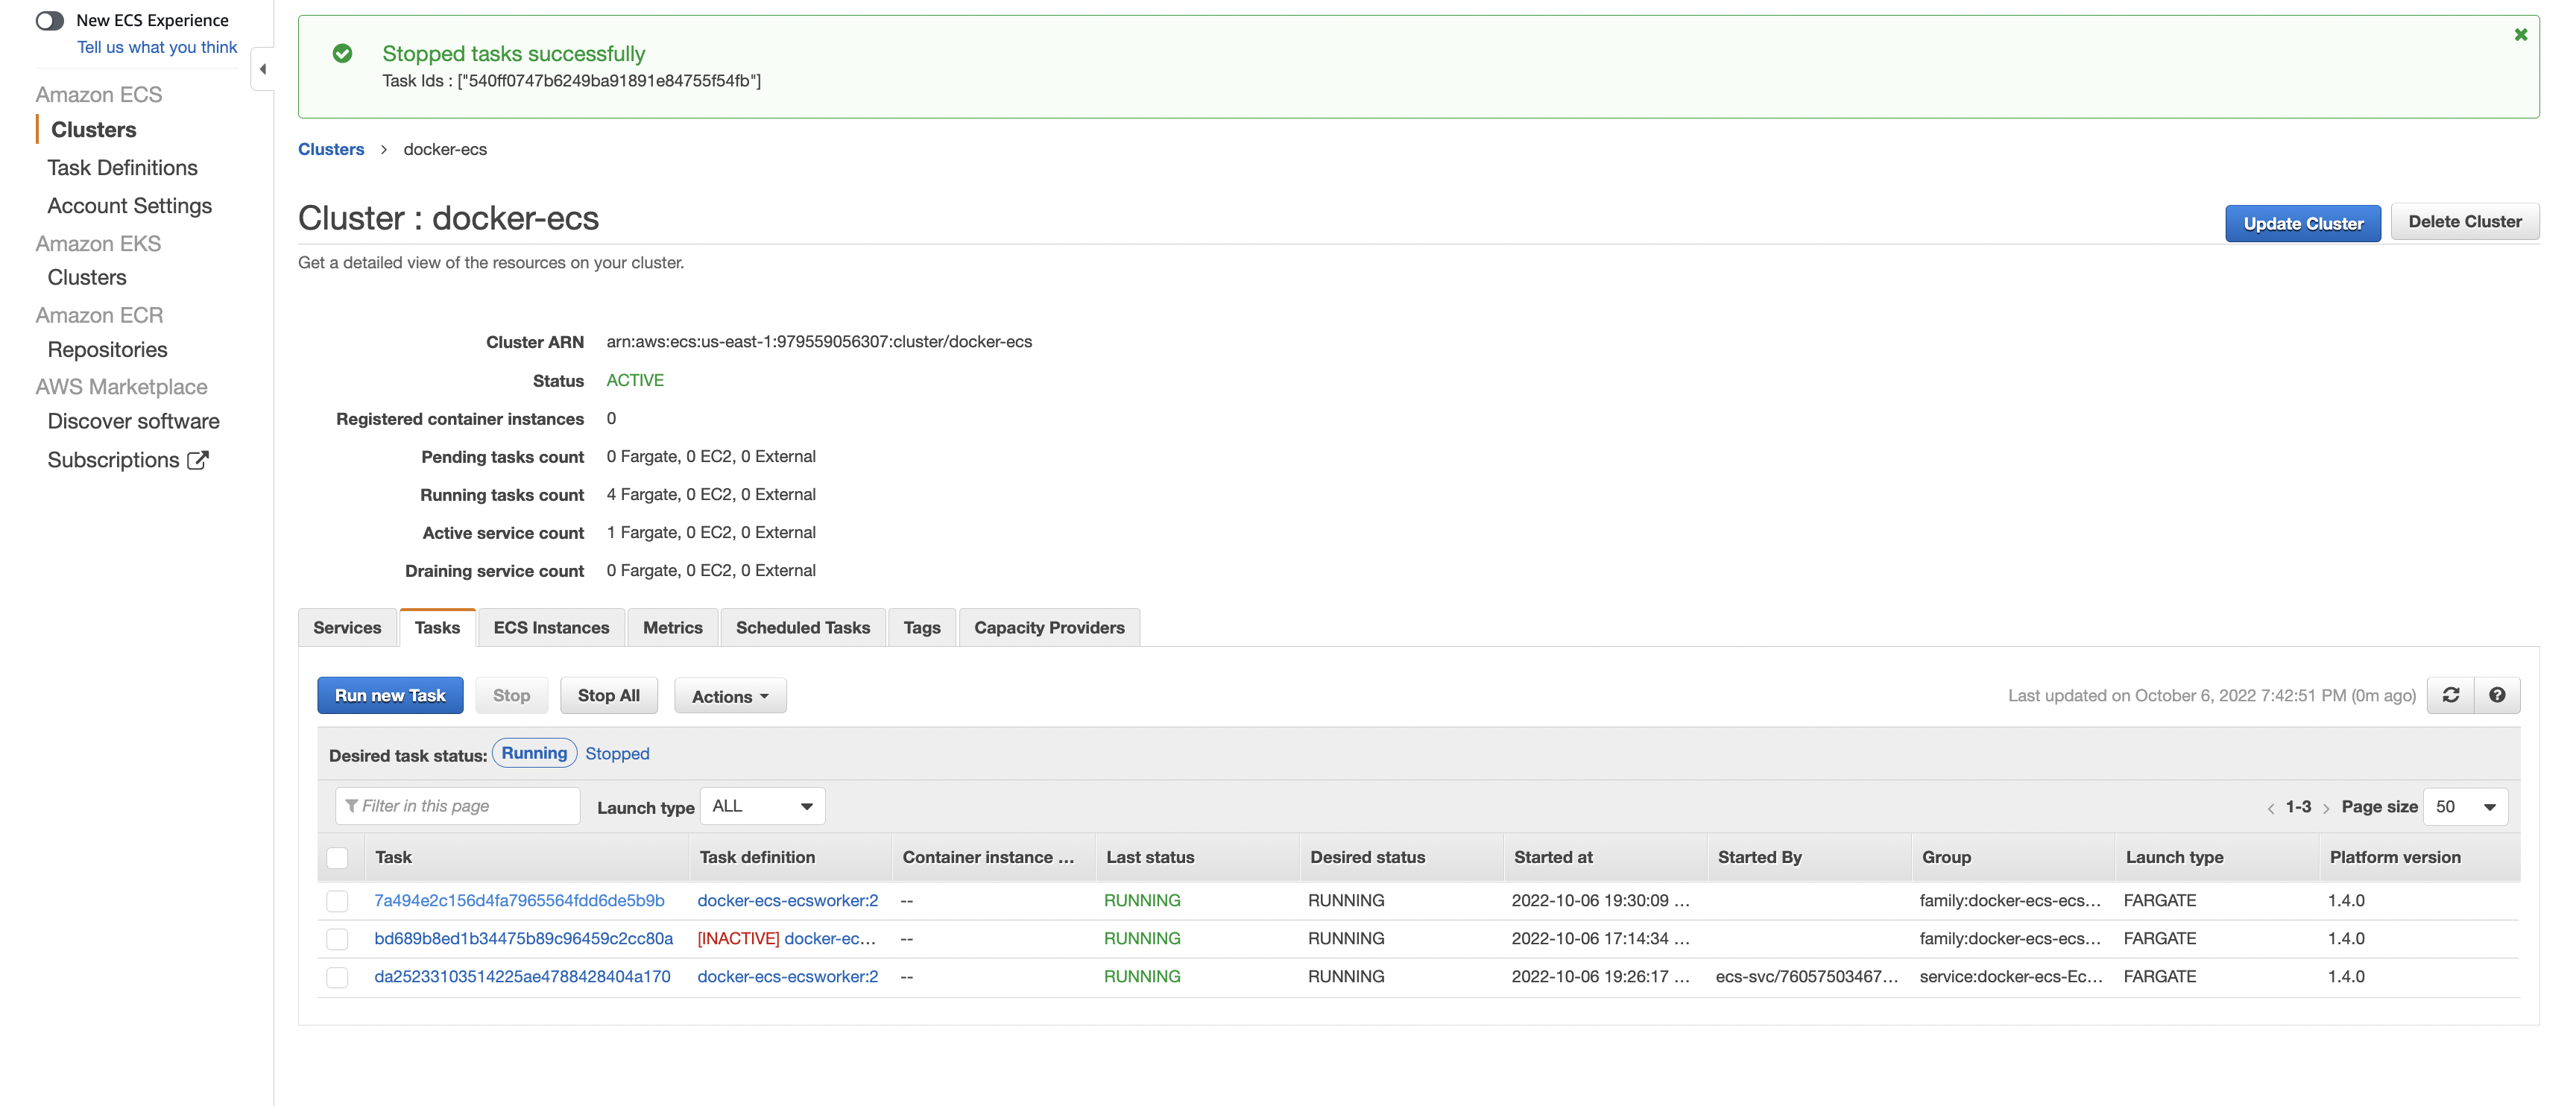 New ECS Experience
Tell us what you think
Amazon ECS
Clusters
Task Definitions
Account Settings
Amazon EKS
Clusters
Amazon ECR
Repositories
AWS Marketplace
Discover software
Subscriptions
Stopped tasks successfully
Task Ids : ["540ff0747b6249ba91891e84755f54fb"]
Clusters > docker-ecs
Cluster : docker-ecs
Update Cluster Delete Cluster
Get a detailed view of the resources on your cluster.
Cluster ARN arn:aws:ecs:us-east-1:979559056307:cluster/docker-ecs
Status ACTIVE
Registered container instances 0
Pending tasks count 0 Fargate, 0 EC2, 0 External
Running tasks count 4 Fargate, 0 EC2, 0 External
Active service count 1 Fargate, 0 EC2, 0 External
Draining service count 0 Fargate, 0 EC2, 0 External
Services Tasks ECS Instances Metrics Scheduled Tasks Tags Capacity Providers
Run new Task Stop Stop All Actions Last updated on October 6, 2022 7:42:51 PM (0m ago)
Desired task status: Running Stopped
Filter in this page Launch type ALL < 1-3 > Page size 50
Task Task definition Container instance ... Last status Desired status Started at Started By Group Launch type Platform version
7a494e2c156d4fa7965564fdd6de5b9b docker-ecs-ecsworker:2 -- RUNNING RUNNING 2022-10-06 19:30:09 ... family:docker-ecs-ecs... FARGATE 1.4.0
bd689b8ed1b34475b89c96459c2cc80a [INACTIVE] docker-ec... -- RUNNING RUNNING 2022-10-06 17:14:34 ... family:docker-ecs-ecs... FARGATE 1.4.0
da25233103514225ae4788428404a170 docker-ecs-ecsworker:2 -- RUNNING RUNNING 2022-10-06 19:26:17 ... ecs-svc/76057503467... service:docker-ecs-Ec... FARGATE 1.4.0